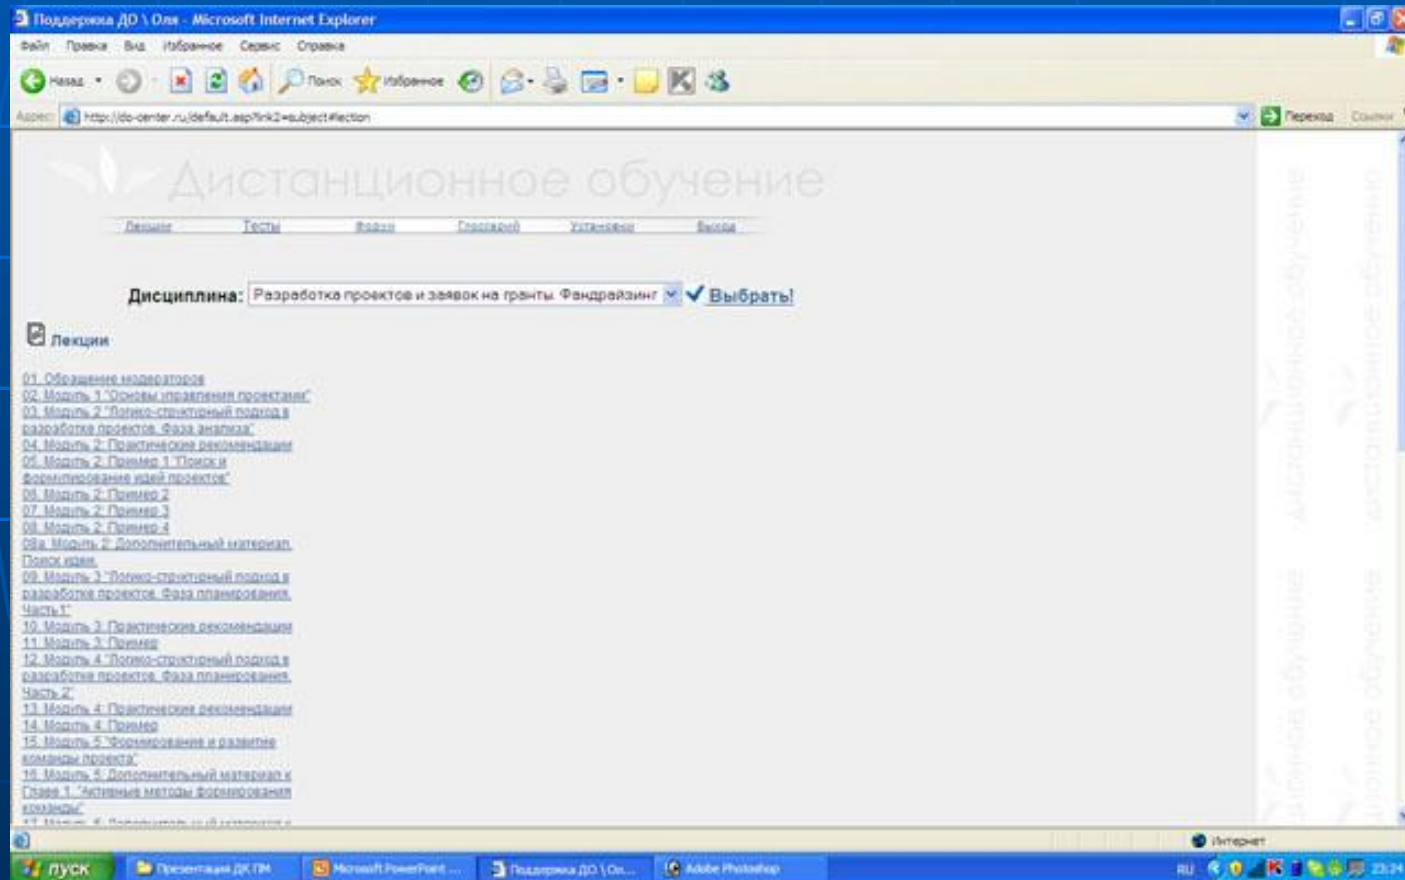 Поддержка ДО \ Оля - Microsoft Internet Explorer
Файл Правка Вид Избранное Сервис Справка
Назад Поиск Избранное
Адрес: http://do-center.ru/default.asp?link2=subject#lection Переход Ссылки
Дистанционное обучение
Лекции Тесты Форум Глоссарий Установки Выход
Дисциплина: Разработка проектов и заявок на гранты. Фандрайзинг Выбрать!
Лекции
01. Обращение модераторов
02. Модуль 1 "Основы управления проектами"
03. Модуль 2 "Логико-структурный подход в
разработке проектов. Фаза анализа"
04. Модуль 2: Практические рекомендации
05. Модуль 2: Пример 1 "Поиск и
формулирование идей проектов"
06. Модуль 2: Пример 2
07. Модуль 2: Пример 3
08. Модуль 2: Пример 4
08a. Модуль 2: Дополнительный материал.
Поиск идеи.
09. Модуль 3 "Логико-структурный подход в
разработке проектов. Фаза планирования.
Часть 1"
10. Модуль 3: Практические рекомендации
11. Модуль 3: Пример
12. Модуль 4 "Логико-структурный подход в
разработке проектов. Фаза планирования.
Часть 2"
13. Модуль 4: Практические рекомендации
14. Модуль 4: Пример
15. Модуль 5 "Формирование и развитие
команды проекта"
16. Модуль 5: Дополнительный материал к
Главе 1. "Активные методы формирования
команды"
Интернет
пуск Презентация ДК ПМ Microsoft PowerPoint ... Поддержка ДО \ Ол... Adobe Photoshop RU 23:24